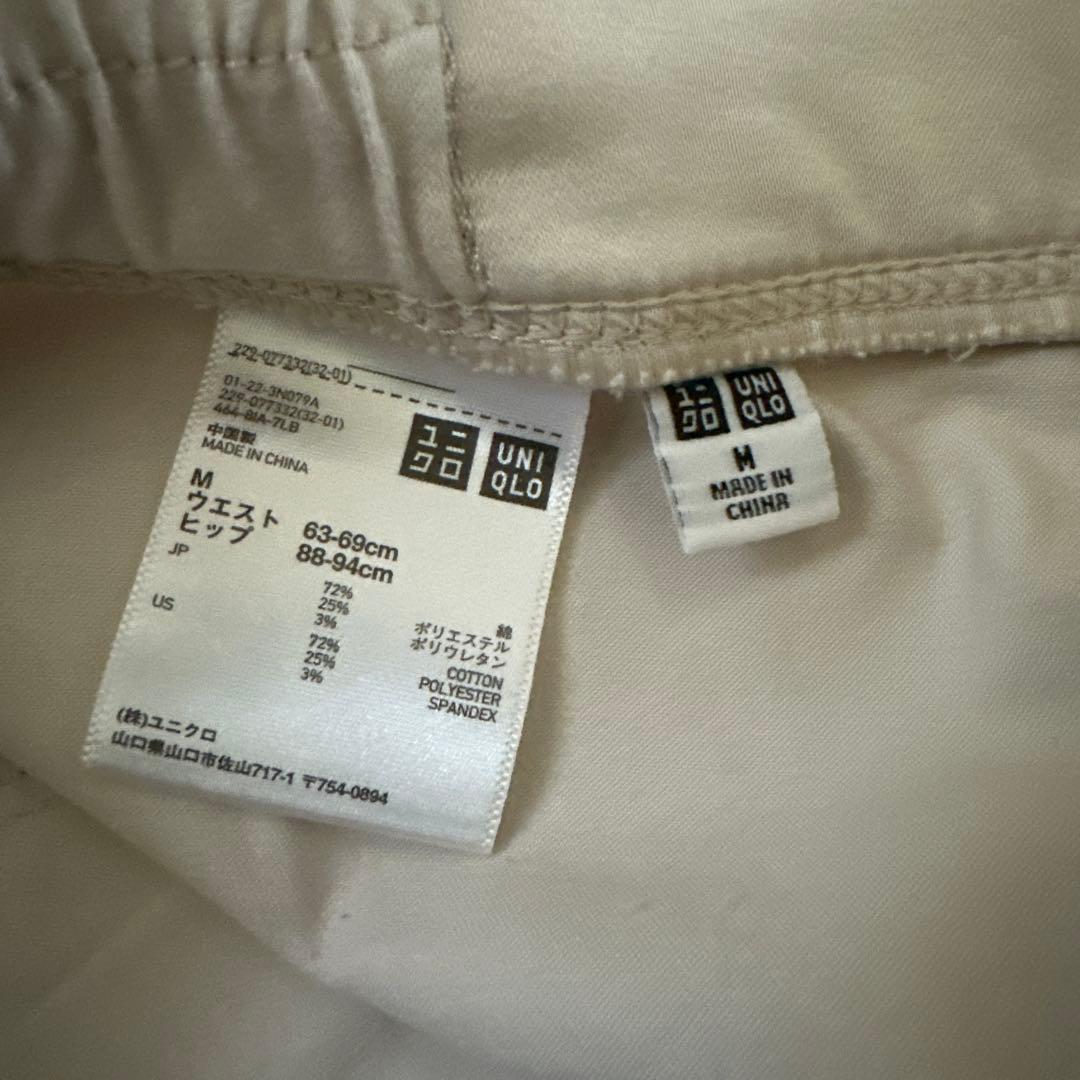 229-077332(32-01)
01-22-3N079A
229-077332(32-01)
464-8IA-7LB
中国製
MADE IN CHINA
ユニ
クロ
UNI
QLO
M
ウエスト 63-69cm
ヒップ 88-94cm
JP
72% 綿
25% ポリエステル
3% ポリウレタン
US
72% COTTON
25% POLYESTER
3% SPANDEX
(株)ユニクロ
山口県山口市佐山717-1 〒754-0894
ユニ
クロ
UNI
QLO
M
MADE IN
CHINA